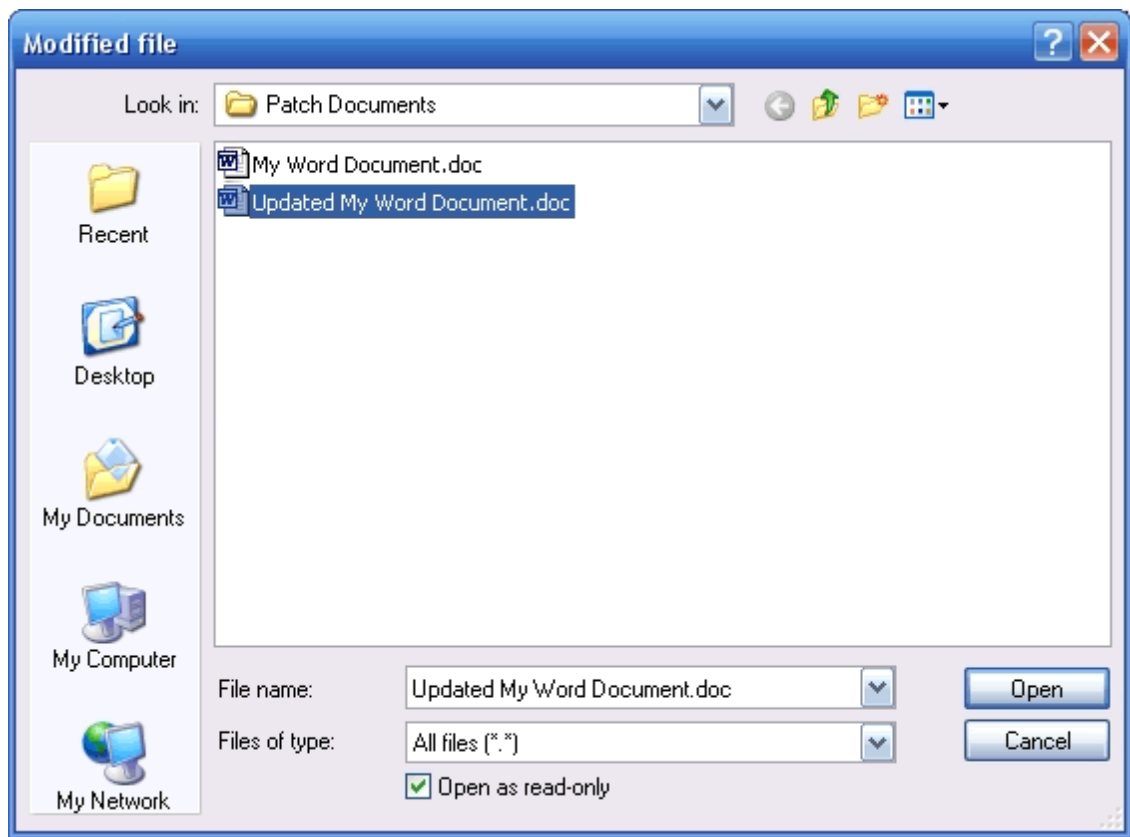 Modified file
Look in: Patch Documents
My Word Document.doc
Updated My Word Document.doc
Recent
Desktop
My Documents
My Computer
My Network
File name: Updated My Word Document.doc Open
Files of type: All files (*.*) Cancel
Open as read-only